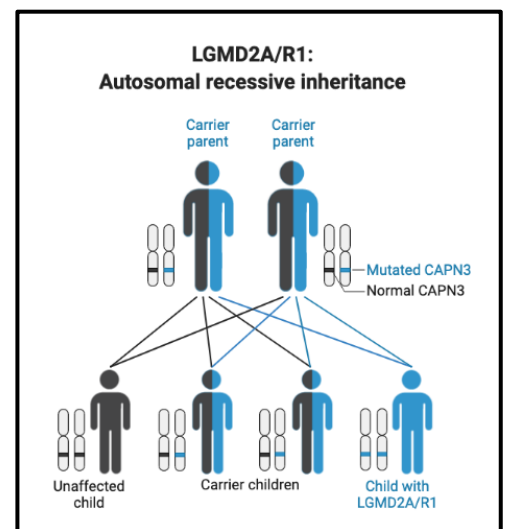 LGMD2A/R1:
Autosomal recessive inheritance
Carrier
parent
Carrier
parent
Mutated CAPN3
Normal CAPN3
Unaffected
child
Carrier children
Child with
LGMD2A/R1